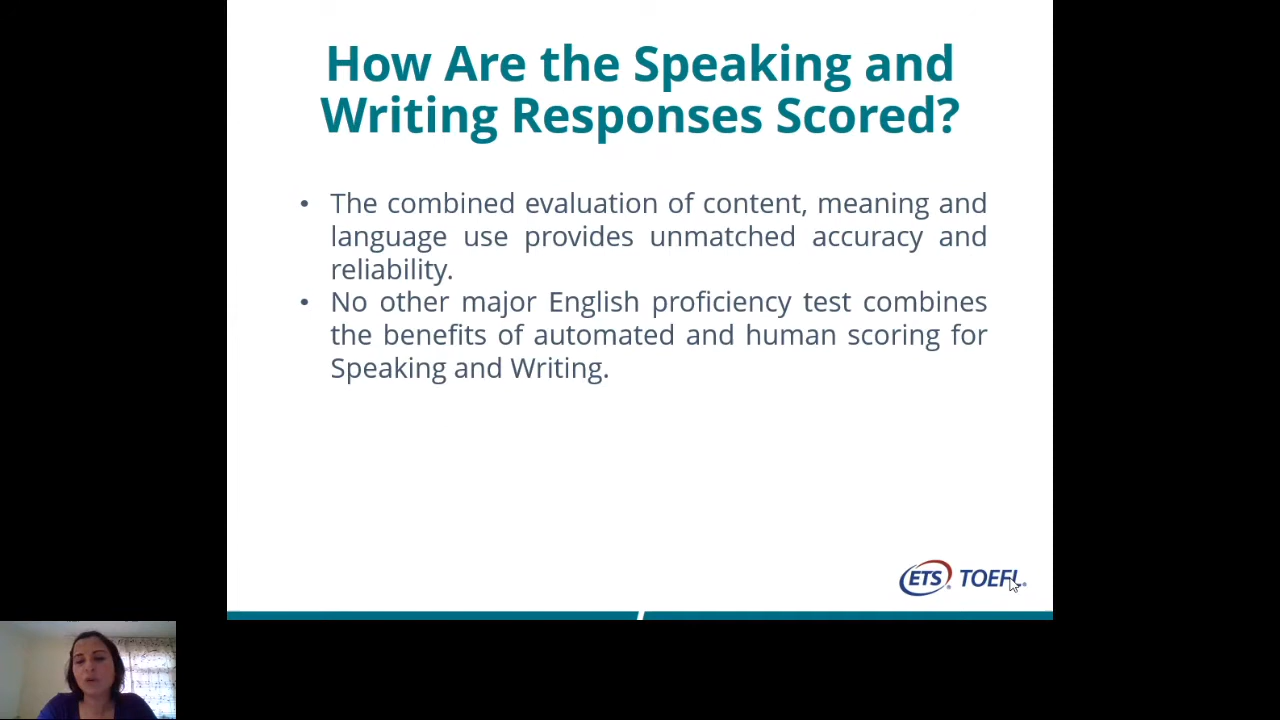 How Are the Speaking and
Writing Responses Scored?
• The combined evaluation of content, meaning and
language use provides unmatched accuracy and
reliability.
• No other major English proficiency test combines
the benefits of automated and human scoring for
Speaking and Writing.
ETS® TOEFL®